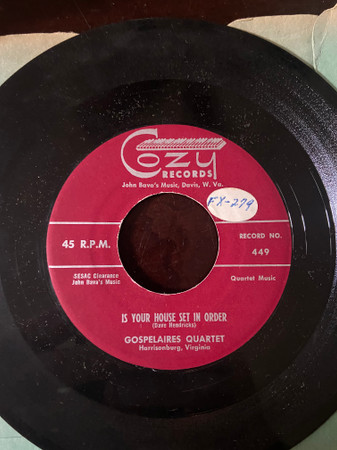 Cozy
RECORDS
John Bava's Music, Davis, W. Va.
FX-279
45 R.P.M.
RECORD NO.
449
SESAC Clearance
John Bava's Music
Quartet Music
IS YOUR HOUSE SET IN ORDER
(Dave Hendricks)
GOSPELAIRES QUARTET
Harrisonburg, Virginia